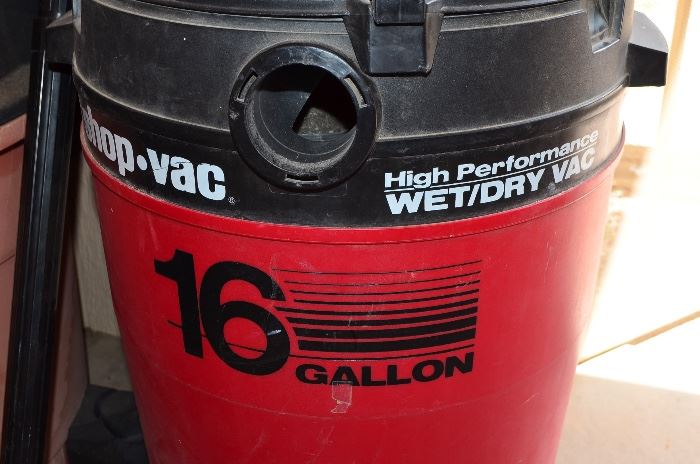 shop•vac®
High Performance
WET/DRY VAC
16
GALLON